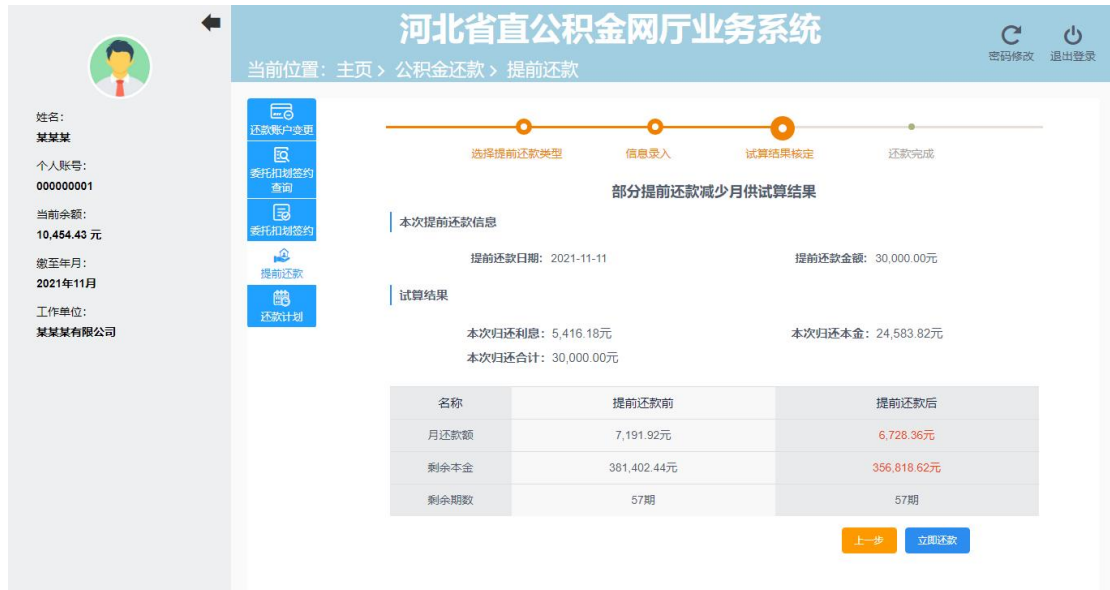 河北省直公积金网厅业务系统
密码修改 退出登录
当前位置：主页 > 公积金还款 > 提前还款
姓名：
某某某
个人账号：
000000001
当前余额：
10,454.43 元
缴至年月：
2021年11月
工作单位：
某某某有限公司
还款账户变更
委托扣划签约
查询
委托扣划签约
提前还款
还款计划
选择提前还款类型 信息录入 试算结果核定 还款完成
部分提前还款减少月供试算结果
本次提前还款信息
提前还款日期：2021-11-11 提前还款金额：30,000.00元
试算结果
本次归还利息：5,416.18元 本次归还本金：24,583.82元
本次归还合计：30,000.00元
名称 提前还款前 提前还款后
月还款额 7,191.92元 6,728.36元
剩余本金 381,402.44元 356,818.62元
剩余期数 57期 57期
上一步 立即还款